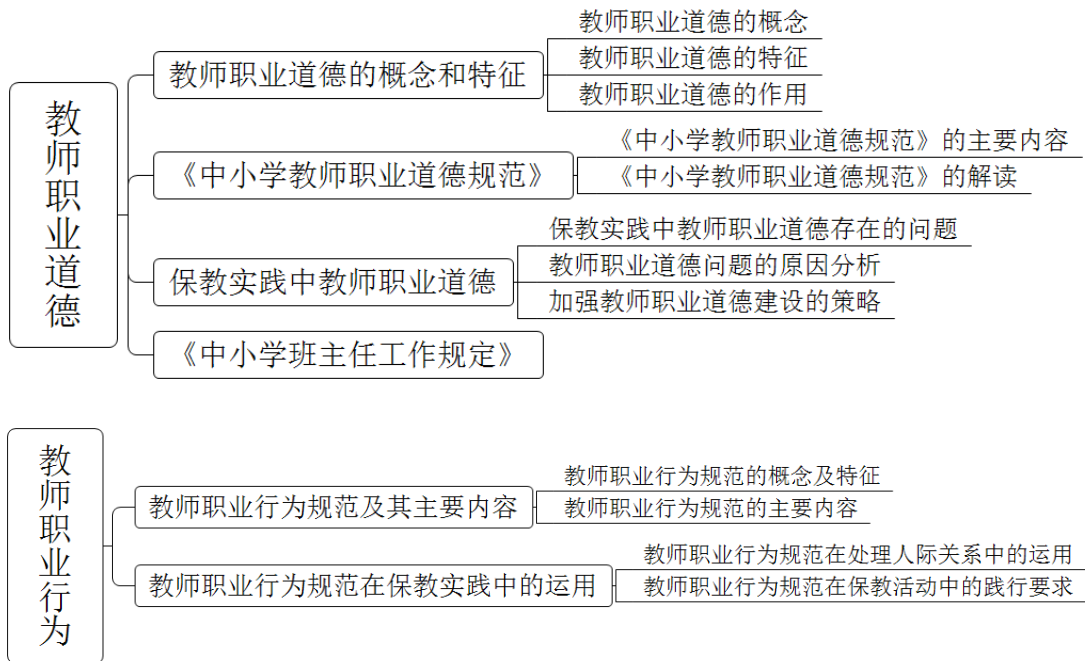 教师职业道德
教师职业道德的概念和特征
教师职业道德的概念
教师职业道德的特征
教师职业道德的作用
《中小学教师职业道德规范》
《中小学教师职业道德规范》的主要内容
《中小学教师职业道德规范》的解读
保教实践中教师职业道德
保教实践中教师职业道德存在的问题
教师职业道德问题的原因分析
加强教师职业道德建设的策略
《中小学班主任工作规定》
教师职业行为
教师职业行为规范及其主要内容
教师职业行为规范的概念及特征
教师职业行为规范的主要内容
教师职业行为规范在保教实践中的运用
教师职业行为规范在处理人际关系中的运用
教师职业行为规范在保教活动中的践行要求